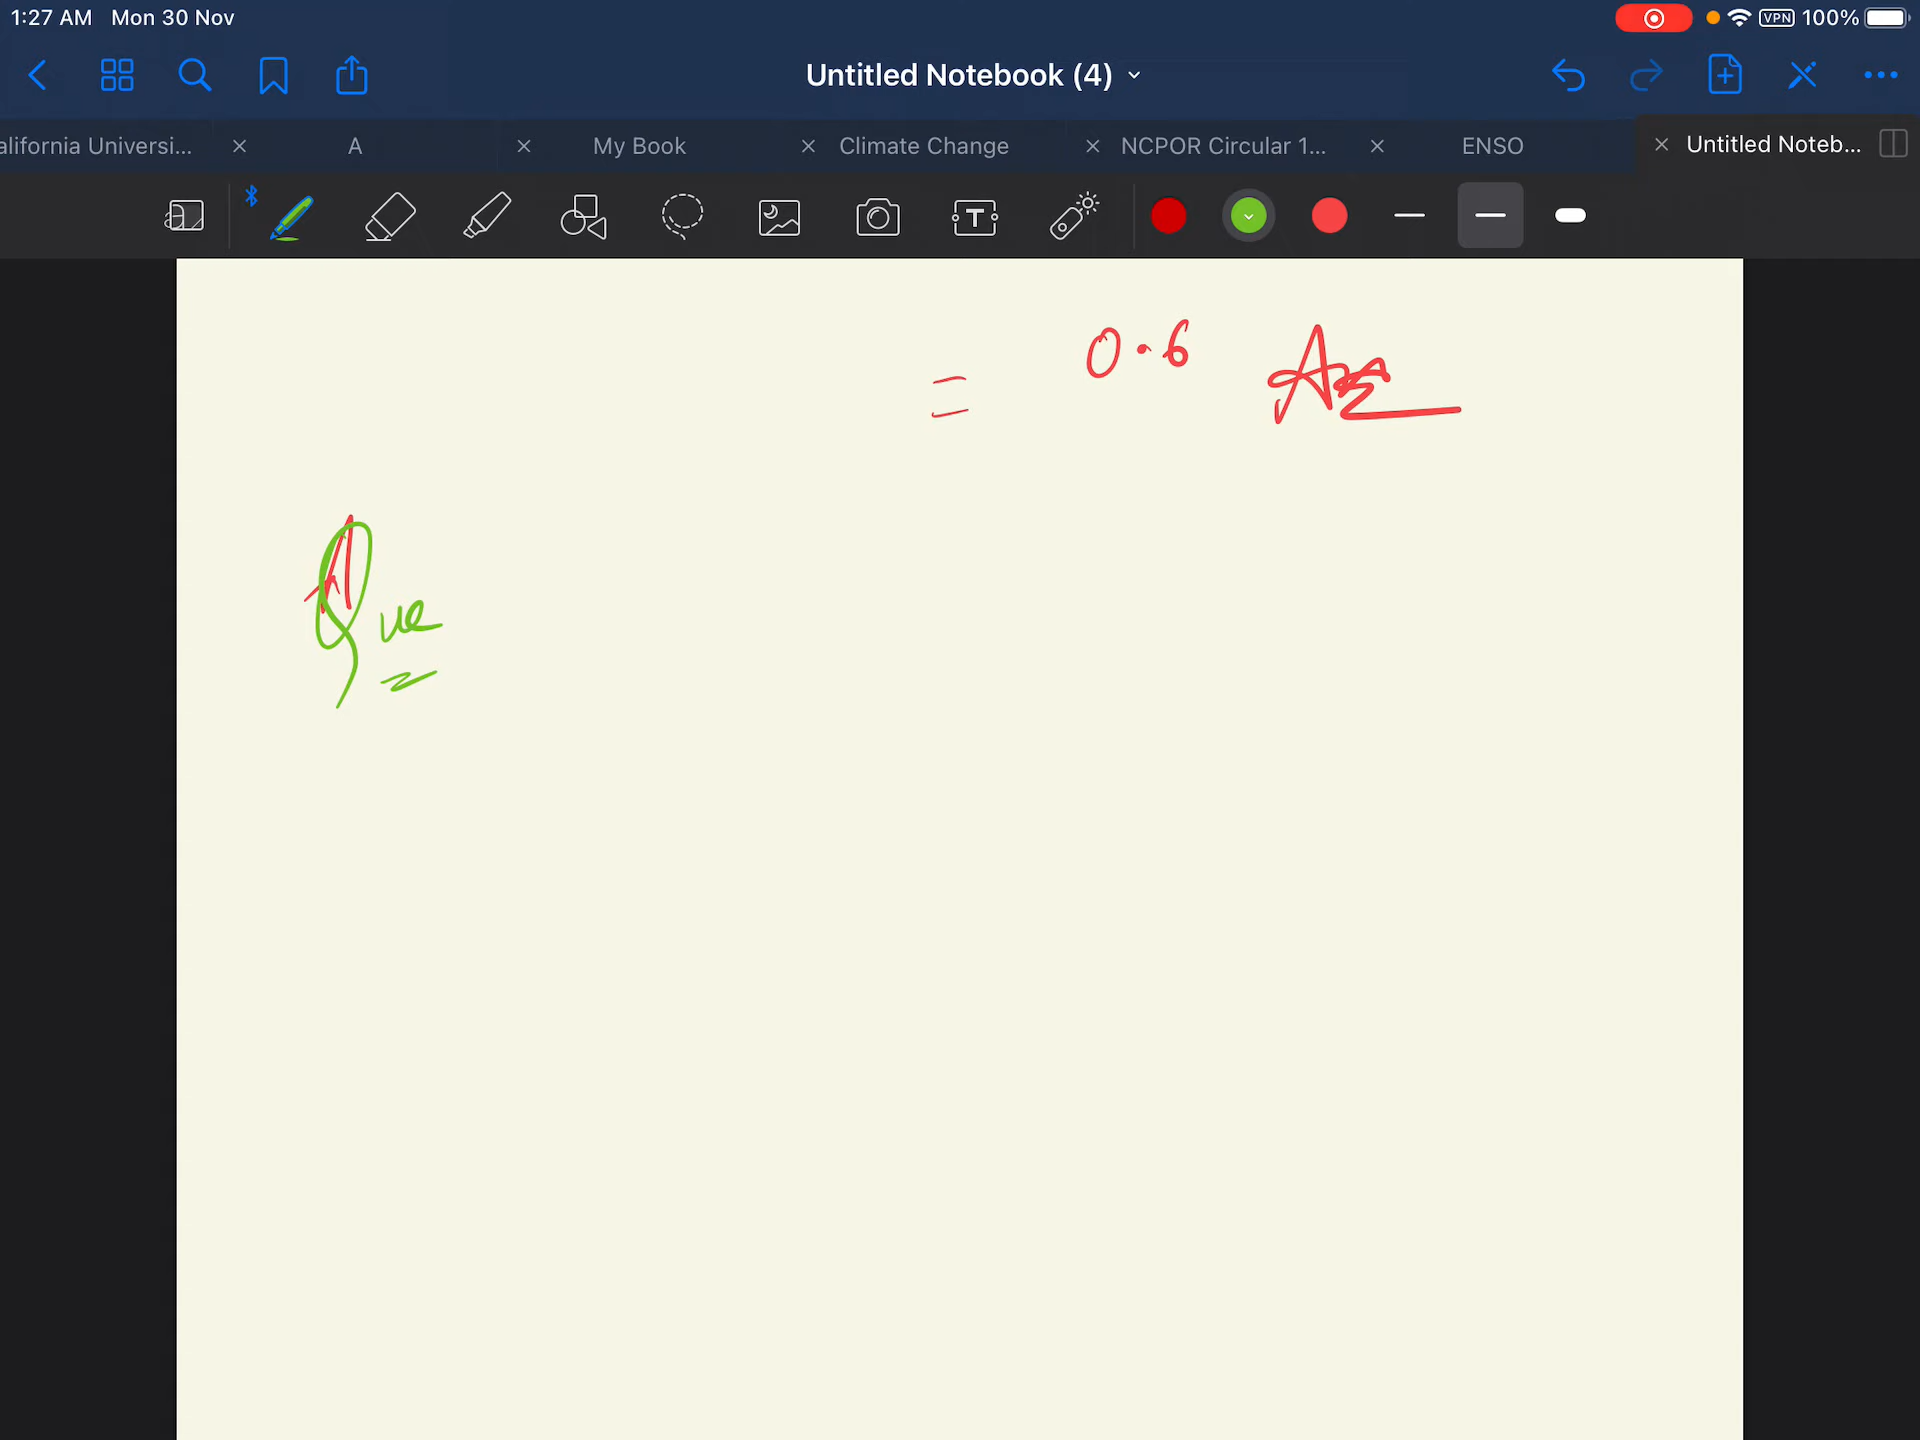 1:27 AM Mon 30 Nov
VPN 100%
Untitled Notebook (4)
alifornia Universi...
A
My Book
Climate Change
NCPOR Circular 1...
ENSO
Untitled Noteb...
= 0.6
Que